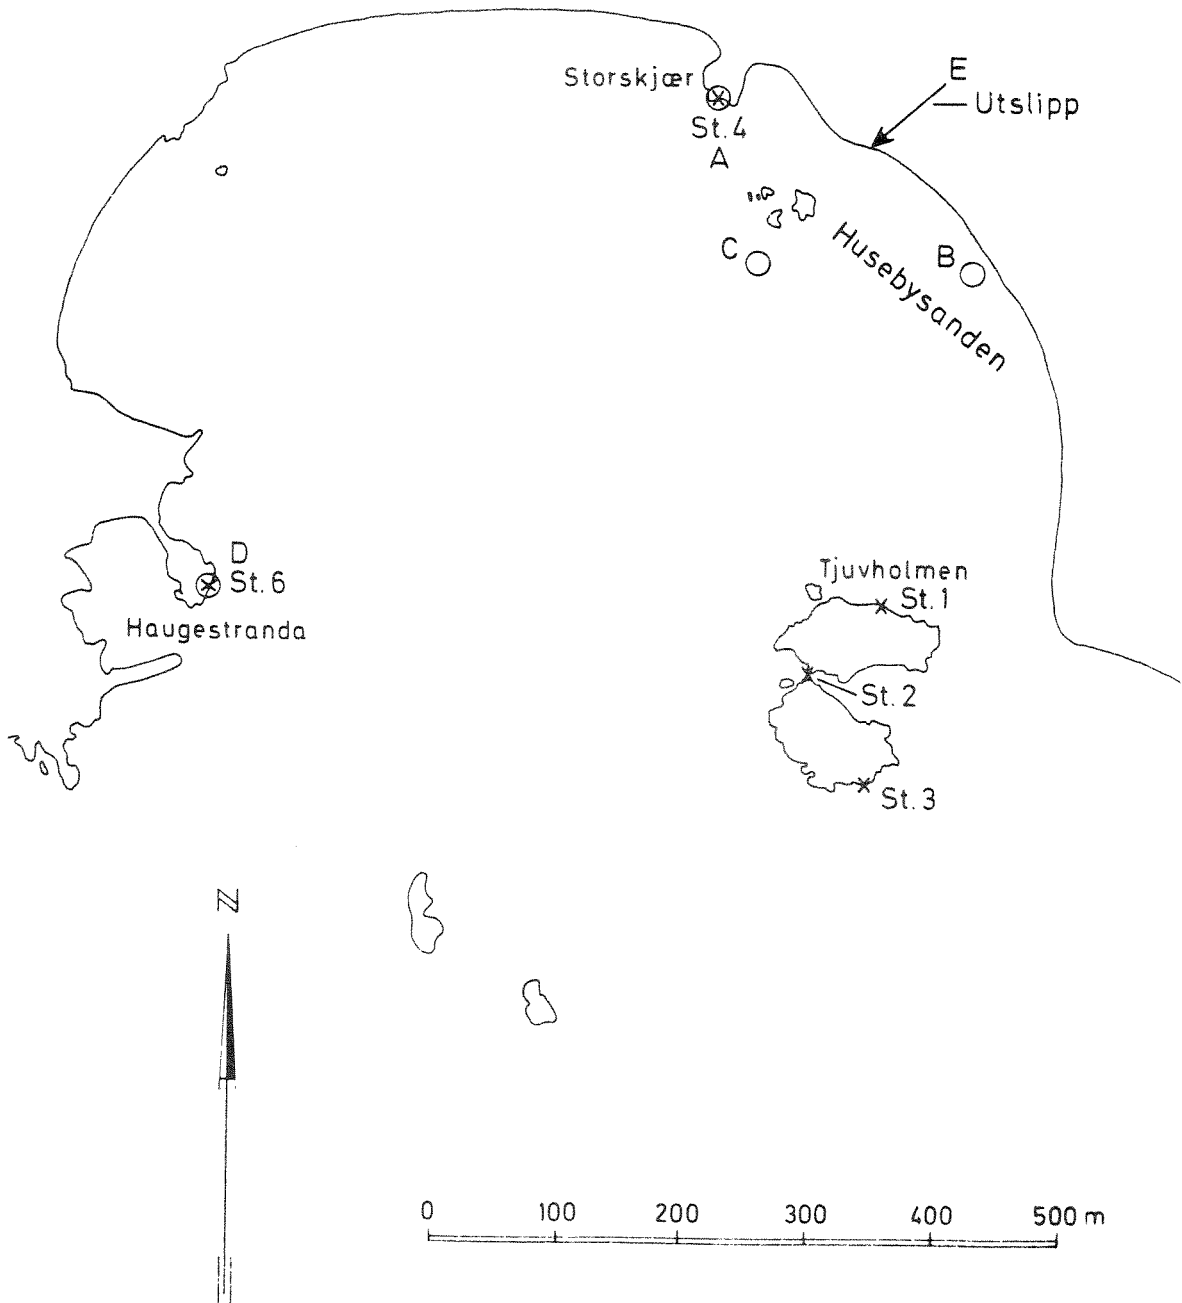 E
Utslipp
Storskjær
St. 4
A
C
B
Husebysanden
D
St. 6
Haugestranda
Tjuvholmen
St. 1
St. 2
St. 3
N
0 100 200 300 400 500 m